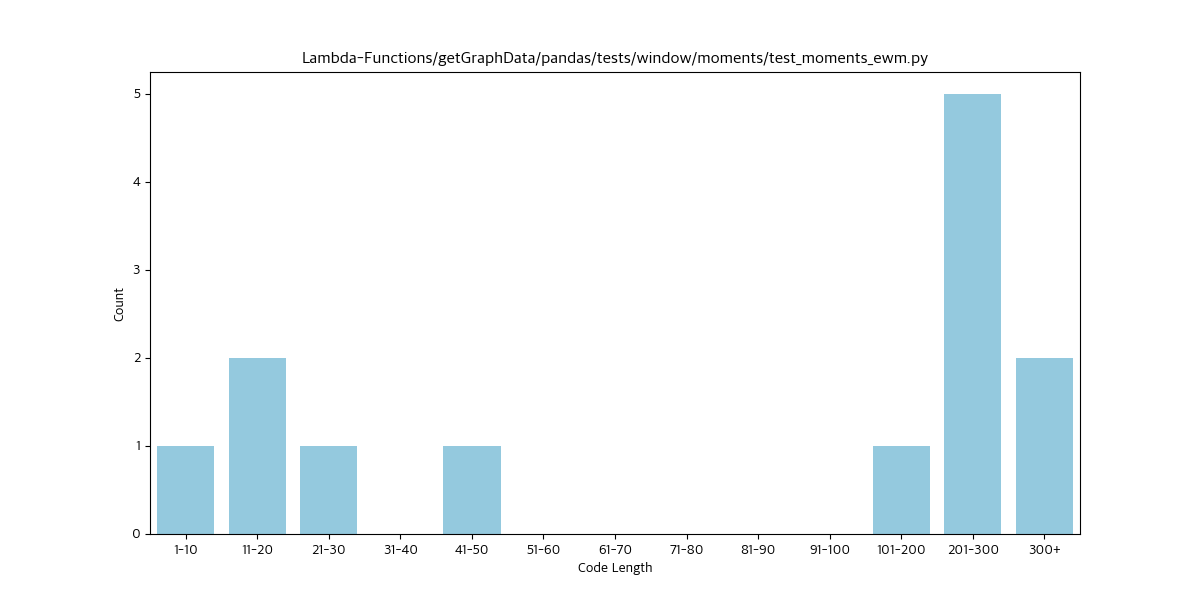 Lambda-Functions/getGraphData/pandas/tests/window/moments/test_moments_ewm.py
5
4
3
2
1
0
Count
1-10 11-20 21-30 31-40 41-50 51-60 61-70 71-80 81-90 91-100 101-200 201-300 300+
Code Length